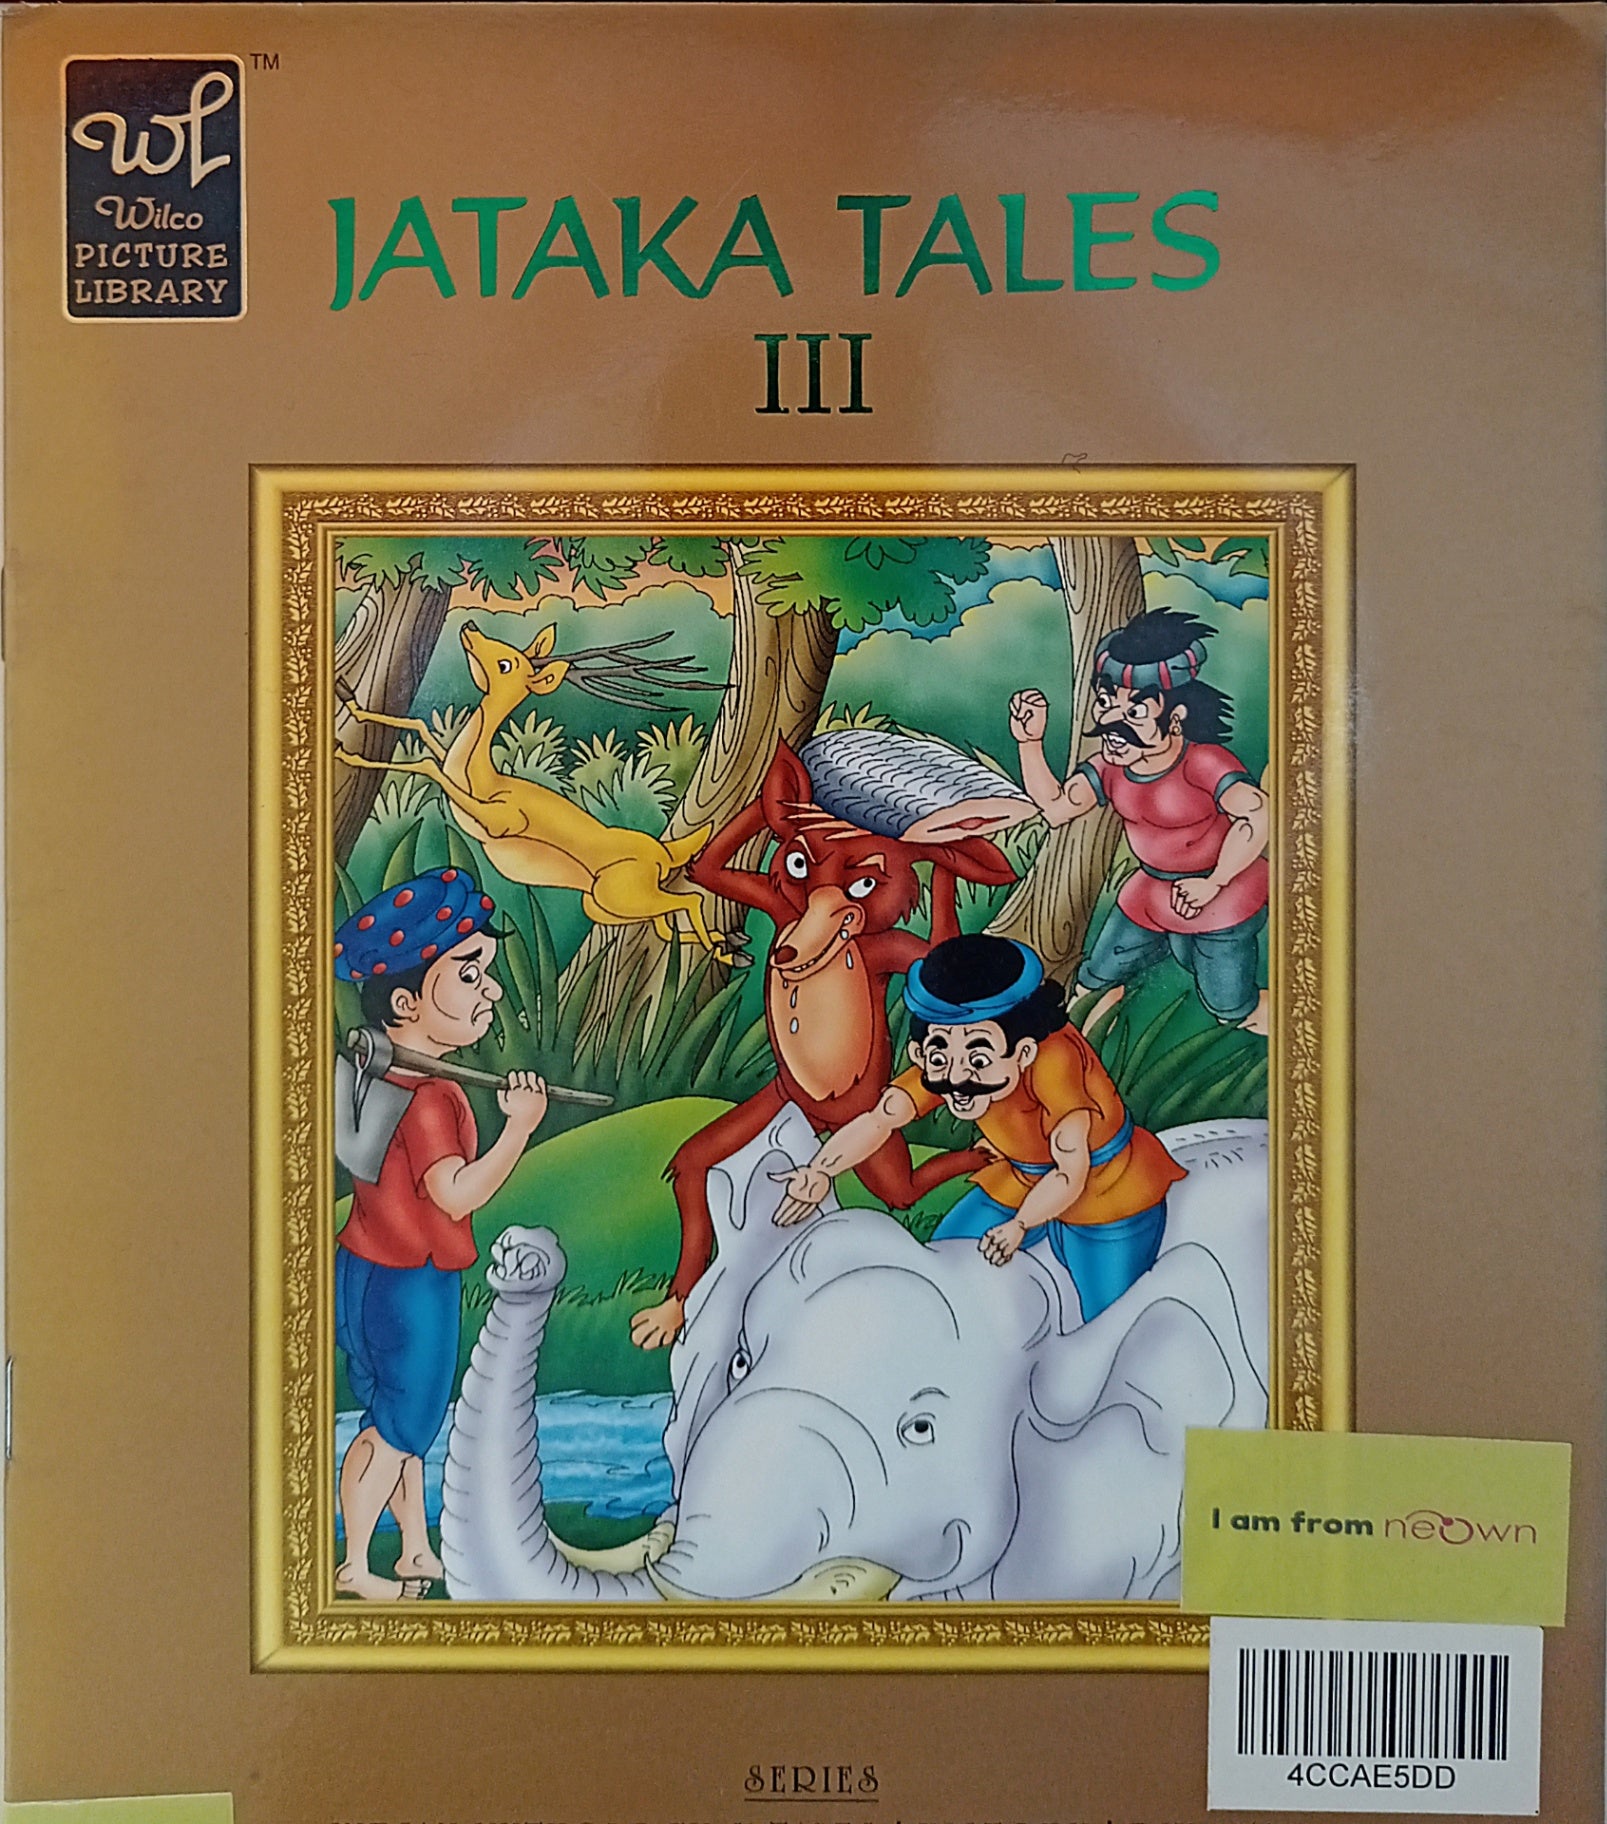 WL
TM
Wilco
PICTURE
LIBRARY
JATAKA TALES
III
I am from neown
4CCAE5DD
SERIES